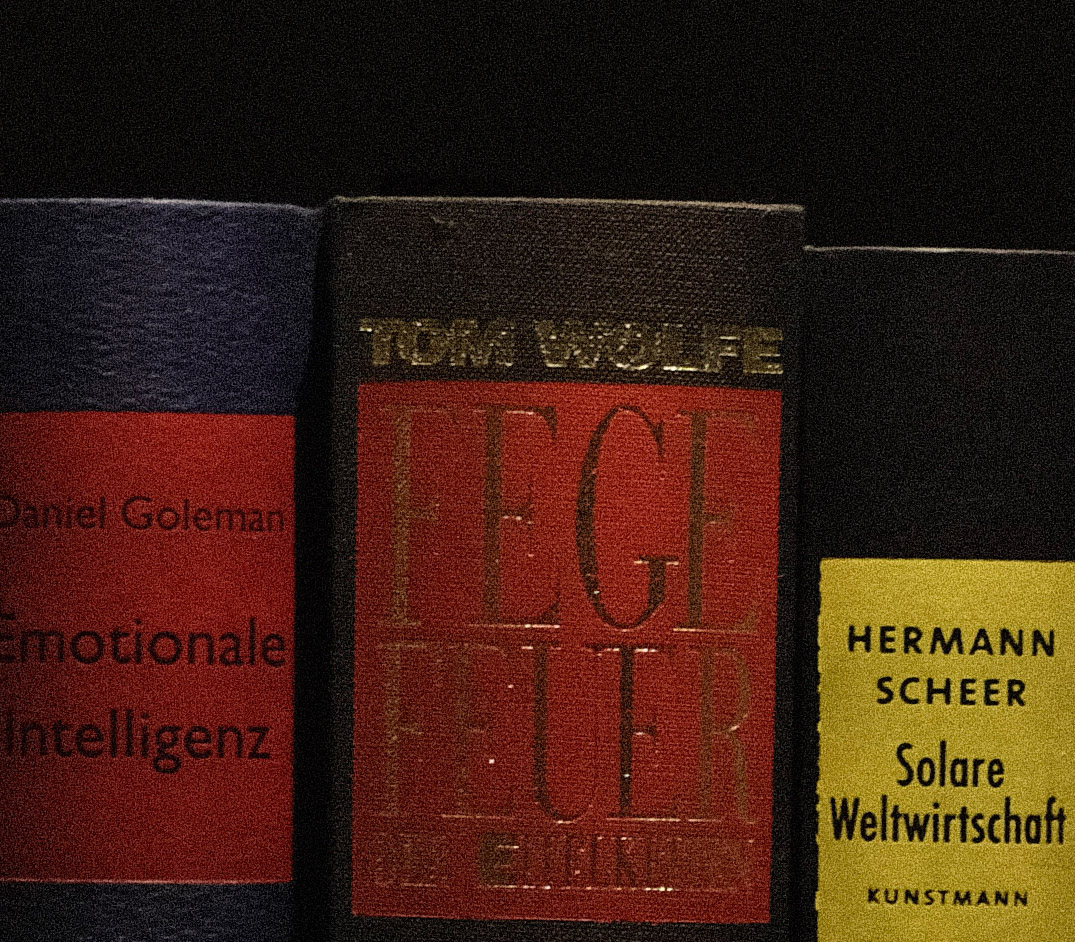 Daniel Goleman
Emotionale
Intelligenz
TOM WOLFE
FEGE
FEUER
HERMANN
SCHEER
Solare
Weltwirtschaft
KUNSTMANN